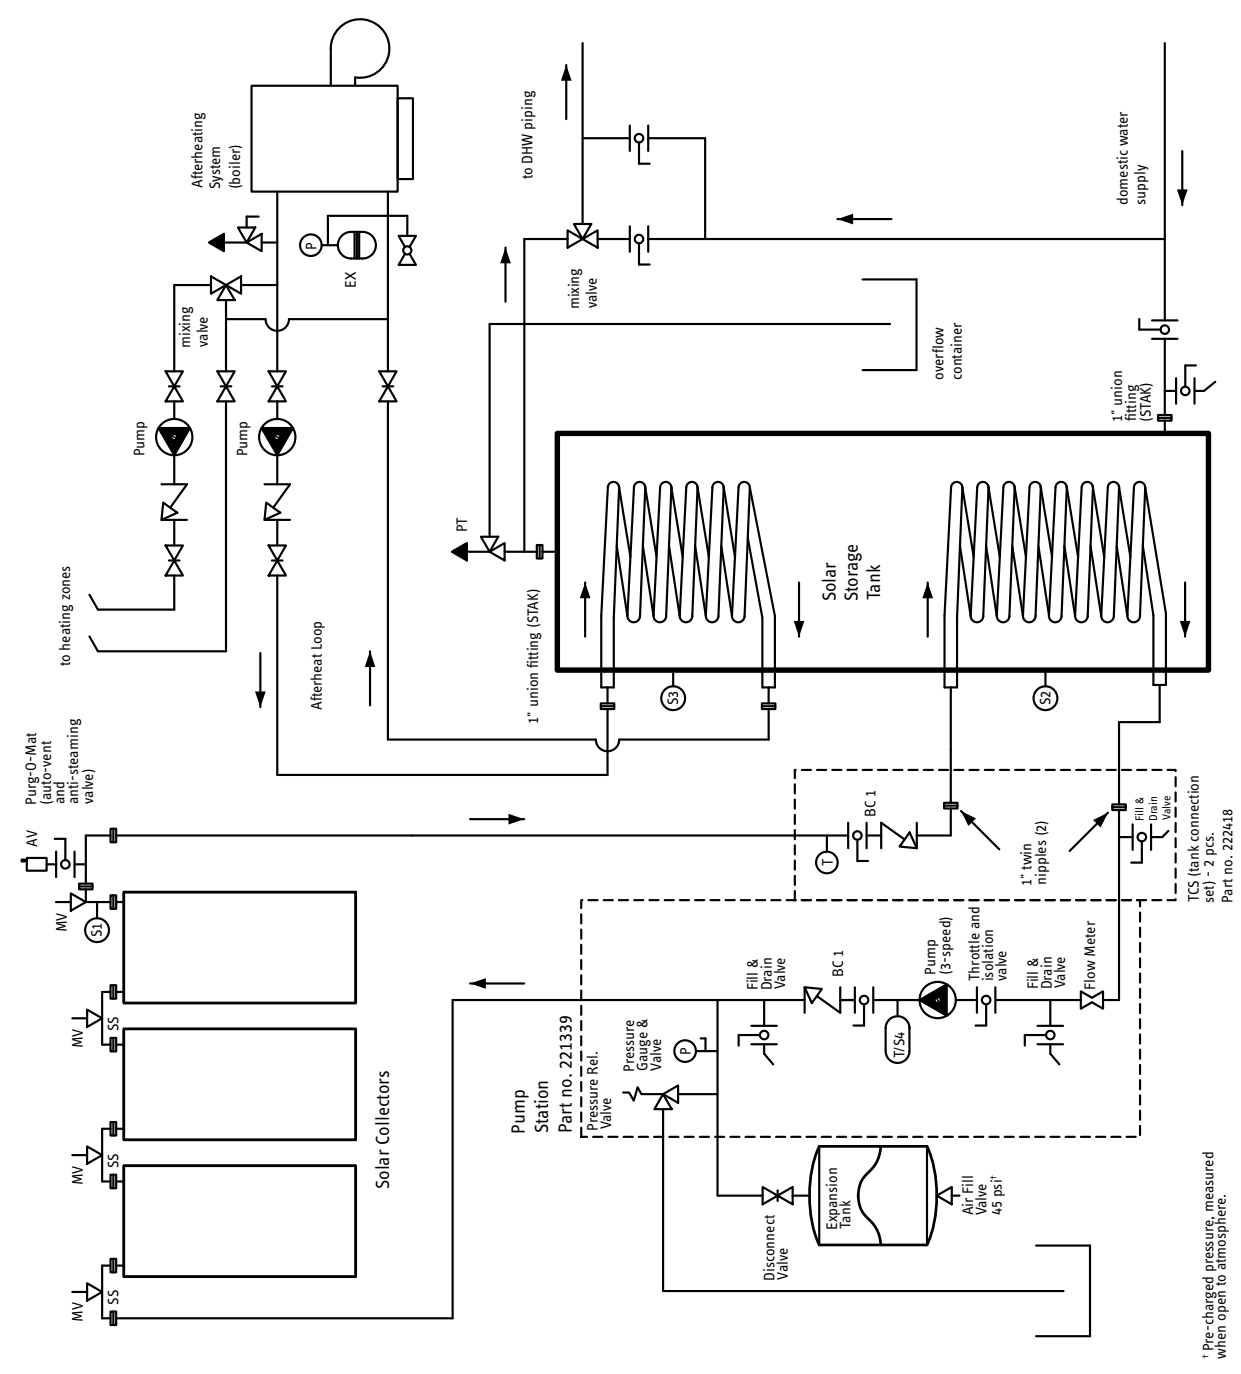 Purg-O-Mat
(auto-vent
and
anti-steaming
valve)
AV
MV
S1
MV
SS
MV
SS
MV
SS
Solar Collectors
to heating zones
Pump
Pump
mixing
valve
Afterheating
System
(boiler)
P
EX
Afterheat Loop
PT
1" union fitting (STAK)
to DHW piping
mixing
valve
overflow
container
domestic water
supply
1" union
fitting
(STAK)
Solar
Storage
Tank
S3
S2
T
BC 1
1" twin
nipples (2)
Fill &
Drain
Valve
TCS (tank connection
set) - 2 pcs.
Part no. 222418
Pump
Station
Part no. 221339
Pressure Rel.
Valve
Pressure
Gauge &
Valve
P
Fill &
Drain
Valve
BC 1
T/S4
Pump
(3-speed)
Throttle and
isolation
valve
Fill &
Drain
Valve
Flow Meter
Disconnect
Valve
Expansion
Tank
Air Fill
Valve
45 psi†
† Pre-charged pressure, measured
when open to atmosphere.